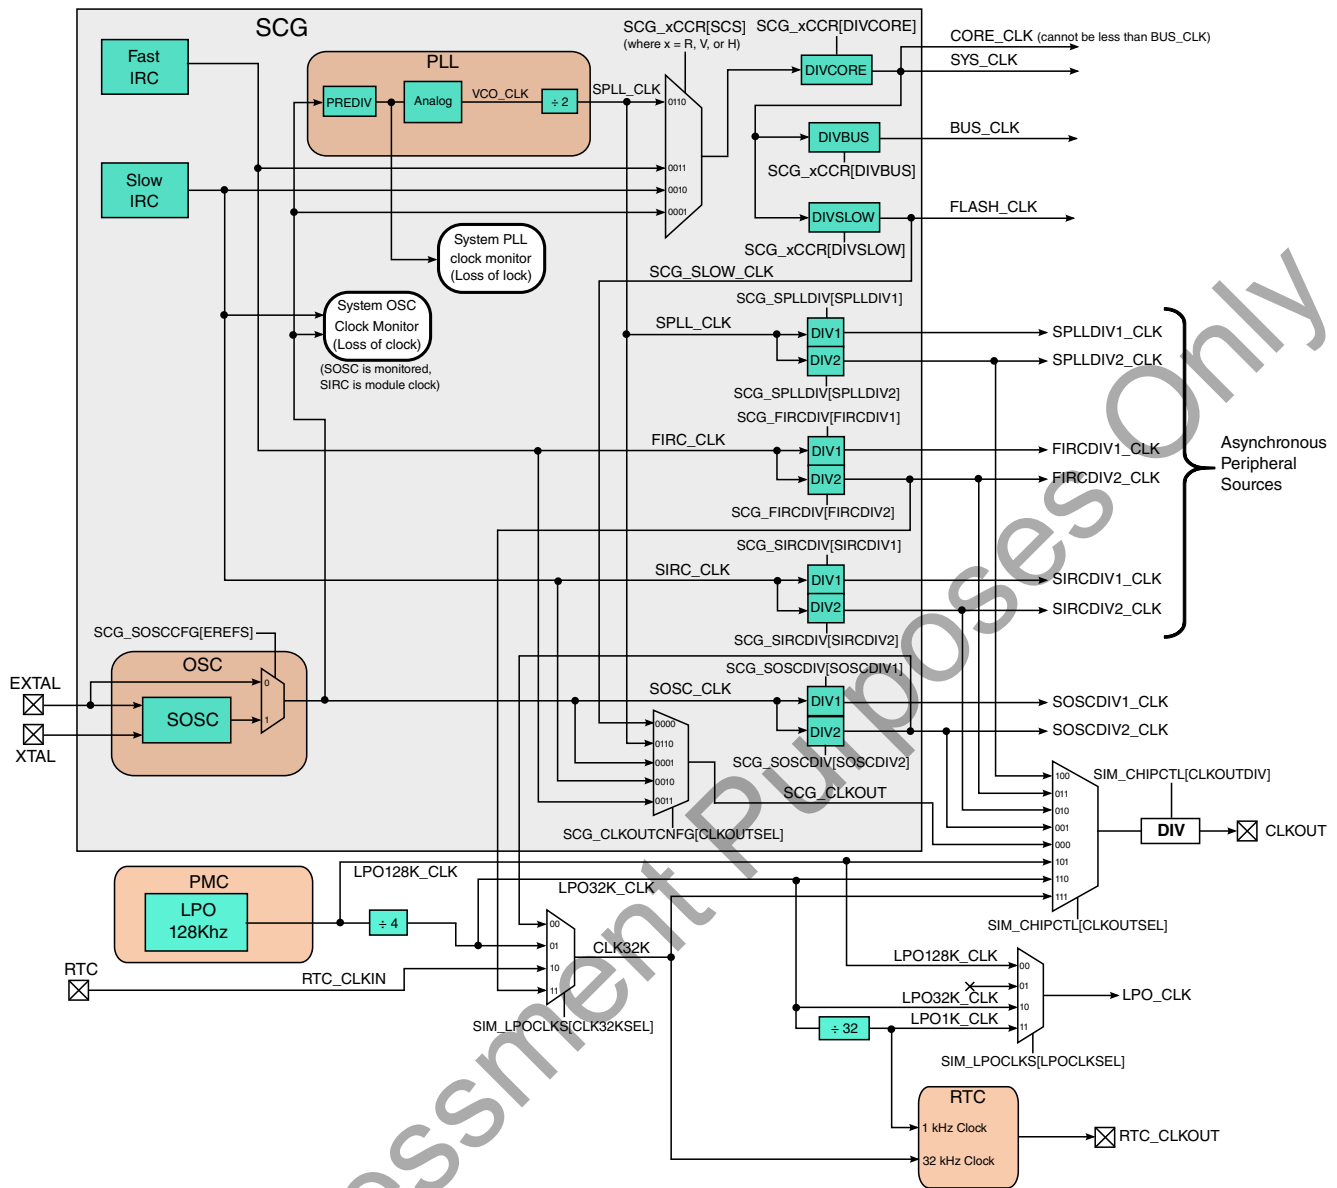 SCG
SCG_xCCR[SCS]
(where x = R, V, or H)
SCG_xCCR[DIVCORE]
CORE_CLK (cannot be less than BUS_CLK)
SYS_CLK
Fast
IRC
PLL
PREDIV
Analog
VCO_CLK
÷ 2
SPLL_CLK
0110
0011
0010
0001
DIVCORE
DIVBUS
BUS_CLK
SCG_xCCR[DIVBUS]
Slow
IRC
DIVSLOW
FLASH_CLK
SCG_xCCR[DIVSLOW]
System PLL
clock monitor
(Loss of lock)
SCG_SLOW_CLK
System OSC
Clock Monitor
(Loss of clock)
(SOSC is monitored,
SIRC is module clock)
SCG_SPLLDIV[SPLLDIV1]
SPLL_CLK
DIV1
DIV2
SPLLDIV1_CLK
SPLLDIV2_CLK
SCG_SPLLDIV[SPLLDIV2]
SCG_FIRCDIV[FIRCDIV1]
FIRC_CLK
DIV1
DIV2
FIRCDIV1_CLK
FIRCDIV2_CLK
SCG_FIRCDIV[FIRCDIV2]
Asynchronous
Peripheral
Sources
SCG_SIRCDIV[SIRCDIV1]
SIRC_CLK
DIV1
DIV2
SIRCDIV1_CLK
SIRCDIV2_CLK
SCG_SIRCDIV[SIRCDIV2]
SCG_SOSCCFG[EREFS]
OSC
EXTAL
XTAL
SOSC
0
1
SCG_SOSCDIV[SOSCDIV1]
SOSC_CLK
DIV1
DIV2
SOSCDIV1_CLK
SOSCDIV2_CLK
SCG_SOSCDIV[SOSCDIV2]
0000
0110
0001
0010
0011
SCG_CLKOUT
SCG_CLKOUTCNFG[CLKOUTSEL]
100
011
010
001
000
101
110
111
SIM_CHIPCTL[CLKOUTDIV]
DIV
CLKOUT
SIM_CHIPCTL[CLKOUTSEL]
PMC
LPO
128Khz
LPO128K_CLK
÷ 4
LPO32K_CLK
00
01
10
11
CLK32K
RTC
RTC_CLKIN
SIM_LPOCLKS[CLK32KSEL]
LPO128K_CLK
LPO32K_CLK
÷ 32
LPO1K_CLK
00
01
10
11
LPO_CLK
SIM_LPOCLKS[LPOCLKSEL]
RTC
1 kHz Clock
32 kHz Clock
RTC_CLKOUT
essment Purposes Only